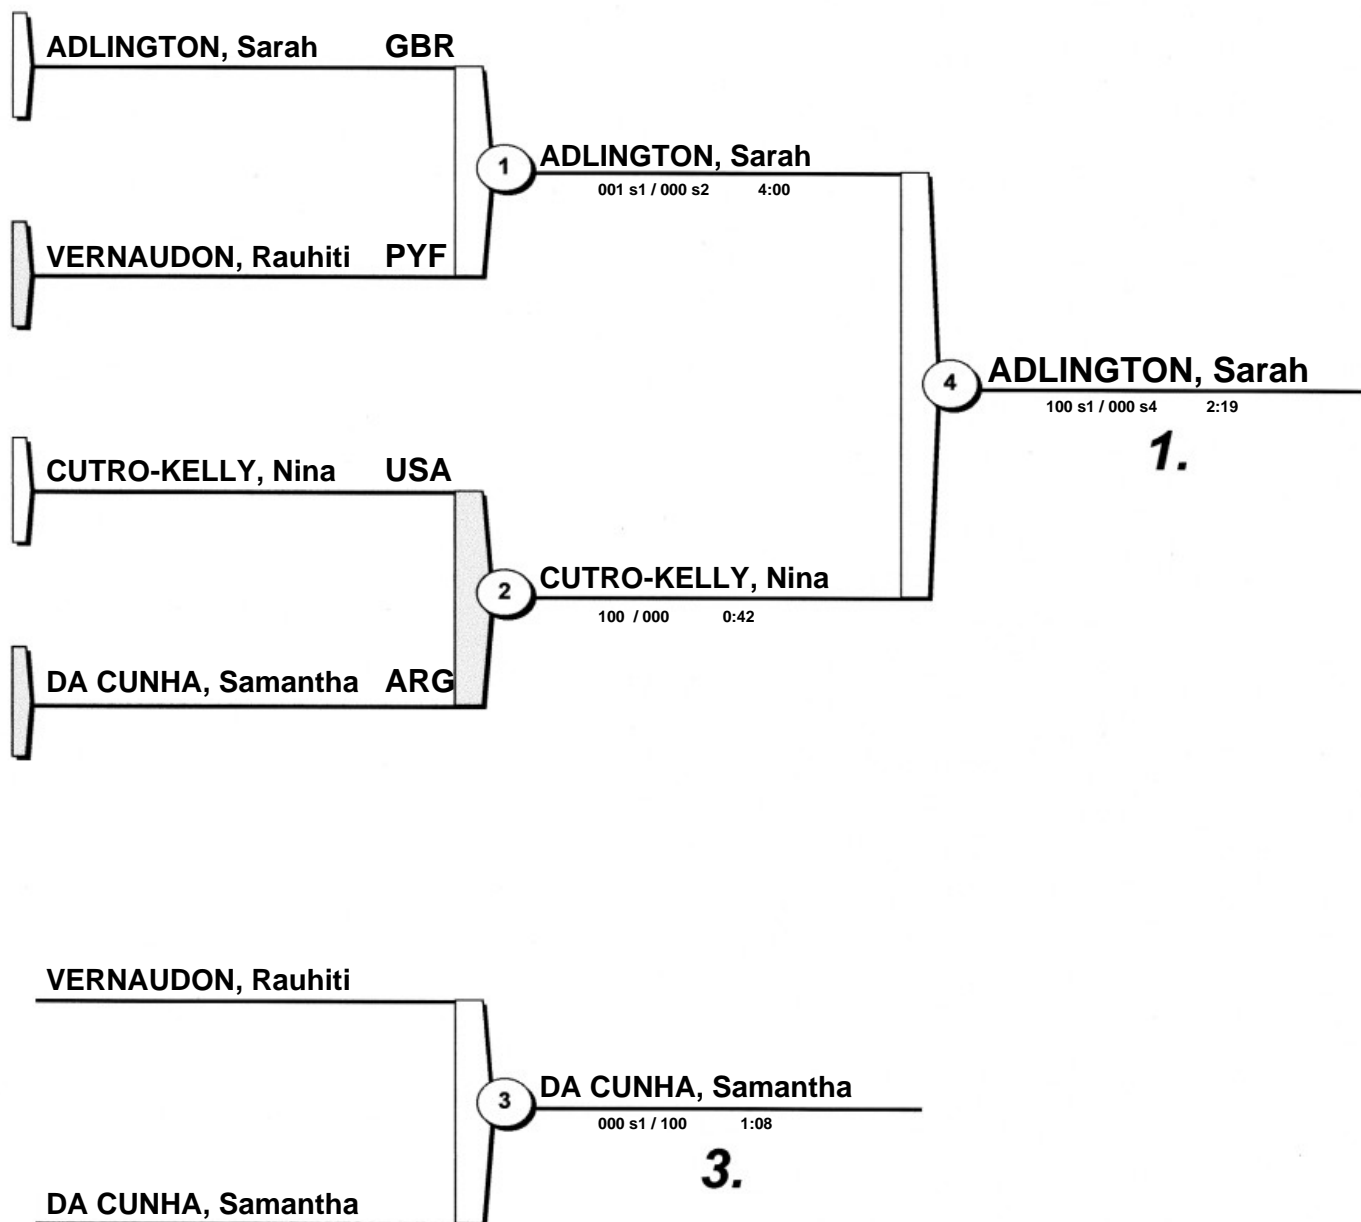 ADLINGTON, Sarah GBR
1 ADLINGTON, Sarah
001 s1 / 000 s2 4:00
VERNAUDON, Rauhiti PYF
4 ADLINGTON, Sarah
100 s1 / 000 s4 2:19
1.
CUTRO-KELLY, Nina USA
2 CUTRO-KELLY, Nina
100 / 000 0:42
DA CUNHA, Samantha ARG
VERNAUDON, Rauhiti
3 DA CUNHA, Samantha
000 s1 / 100 1:08
3.
DA CUNHA, Samantha